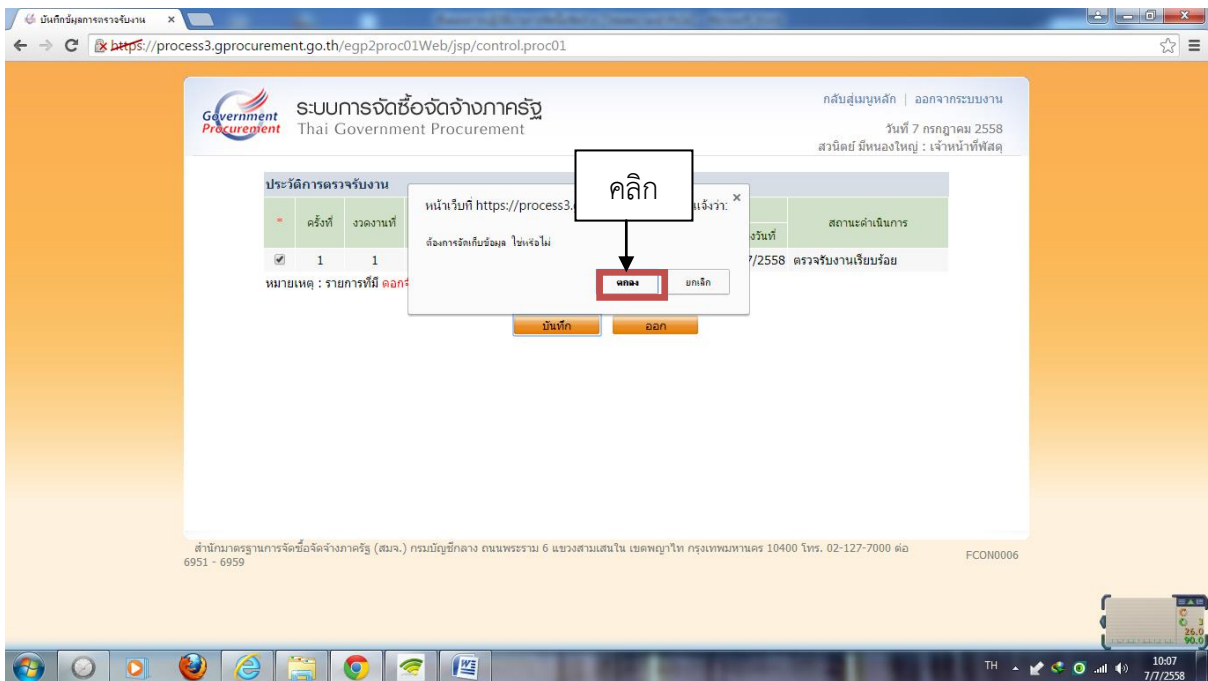 บันทึกข้อมูลการตรวจรับงาน
https://process3.gprocurement.go.th/egp2proc01Web/jsp/control.proc01
Government
Procurement
ระบบการจัดซื้อจัดจ้างภาครัฐ
Thai Government Procurement
กลับสู่เมนูหลัก | ออกจากระบบงาน
วันที่ 7 กรกฎาคม 2558
สวนิตย์ มีหนองใหญ่ : เจ้าหน้าที่พัสดุ
ประวัติการตรวจรับงาน
* ครั้งที่ งวดงานที่ สถานะดำเนินการ
คลิก
หน้าเว็บที่ https://process3. แจ้งว่า: ×
ต้องการจัดเก็บข้อมูล ใช่หรือไม่
ตกลง ยกเลิก
1 1 7/2558 ตรวจรับงานเรียบร้อย
หมายเหตุ : รายการที่มี
บันทึก ออก
สำนักมาตรฐานการจัดซื้อจัดจ้างภาครัฐ (สมจ.) กรมบัญชีกลาง ถนนพระราม 6 แขวงสามเสนใน เขตพญาไท กรุงเทพมหานคร 10400 โทร. 02-127-7000 ต่อ
6951 - 6959
FCON0006
3
26.0
90.0
TH
10:07
7/7/2558